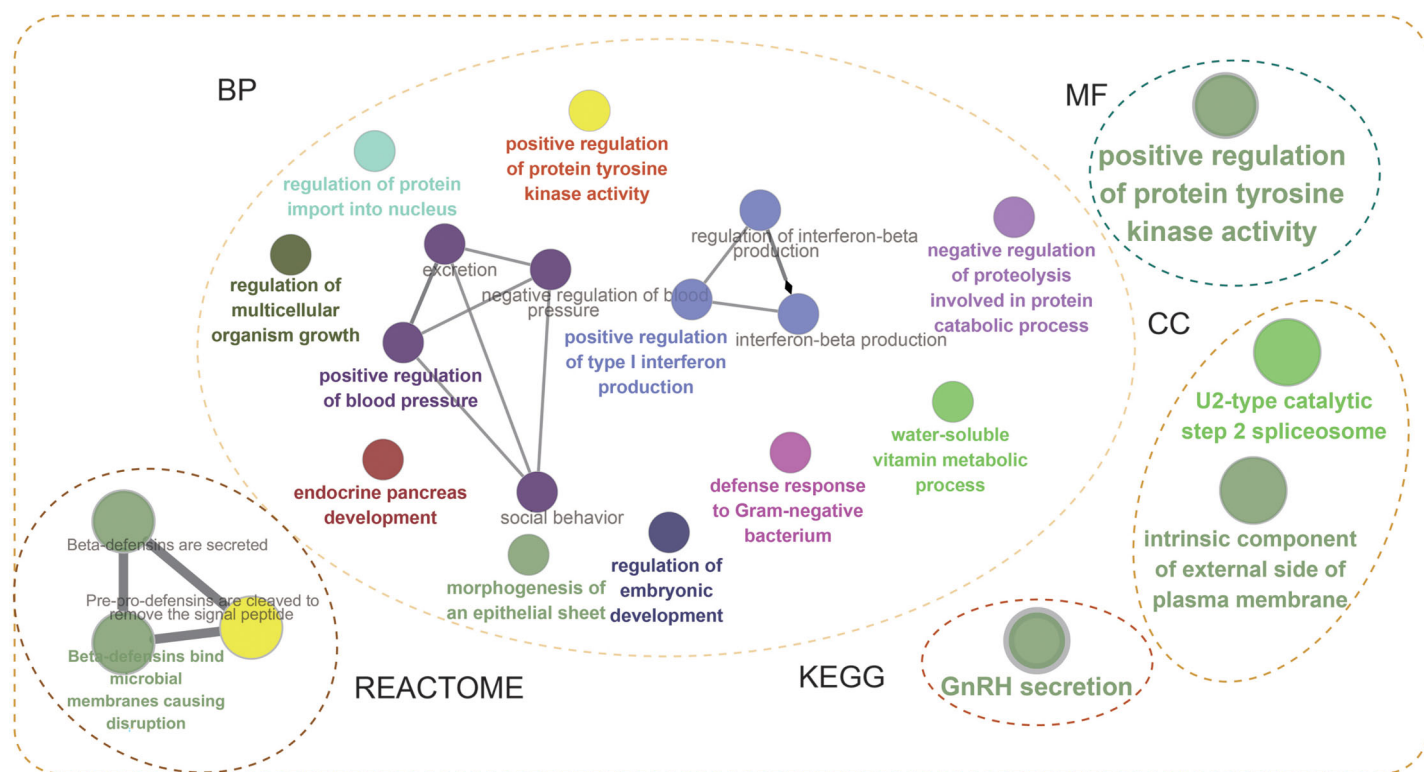 BP
MF
positive regulation
of protein tyrosine
kinase activity
regulation of protein
import into nucleus
positive regulation
of protein tyrosine
kinase activity
regulation of interferon-beta
production
negative regulation
of proteolysis
involved in protein
catabolic process
excretion
negative regulation of blood
pressure
regulation of
multicellular
organism growth
CC
positive regulation
of type I interferon
production
interferon-beta production
positive regulation
of blood pressure
U2-type catalytic
step 2 spliceosome
water-soluble
vitamin metabolic
process
endocrine pancreas
development
defense response
to Gram-negative
bacterium
social behavior
intrinsic component
of external side of
plasma membrane
Beta-defensins are secreted
morphogenesis of
an epithelial sheet
regulation of
embryonic
development
Pre-pro-defensins are cleaved to
remove the signal peptide
Beta-defensins bind
microbial
membranes causing
disruption
REACTOME
KEGG
GnRH secretion